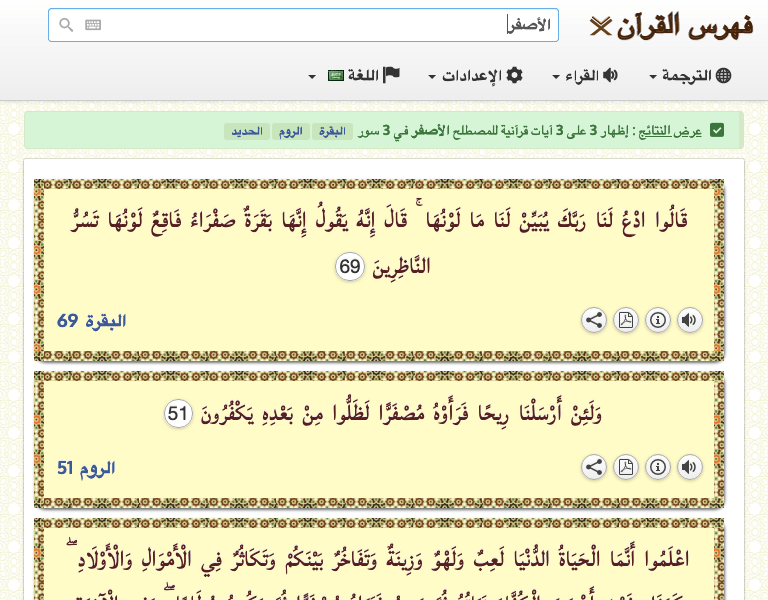 فهرس القرآن
الأصفر
الترجمة القراء الإعدادات اللغة
عرض النتائج : إظهار 3 على 3 آيات قرآنية للمصطلح الأصفر في 3 سور البقرة الروم الحديد
قَالُوا ادْعُ لَنَا رَبَّكَ يُبَيِّنْ لَنَا مَا لَوْنُهَا ۚ قَالَ إِنَّهُ يَقُولُ إِنَّهَا بَقَرَةٌ صَفْرَاءُ فَاقِعٌ لَوْنُهَا تَسُرُّ
النَّاظِرِينَ 69
البقرة 69
وَلَئِنْ أَرْسَلْنَا رِيحًا فَرَأَوْهُ مُصْفَرًّا لَظَلُّوا مِنْ بَعْدِهِ يَكْفُرُونَ 51
الروم 51
اعْلَمُوا أَنَّمَا الْحَيَاةُ الدُّنْيَا لَعِبٌ وَلَهْوٌ وَزِينَةٌ وَتَفَاخُرٌ بَيْنَكُمْ وَتَكَاثُرٌ فِي الْأَمْوَالِ وَالْأَوْلَادِ ۖ